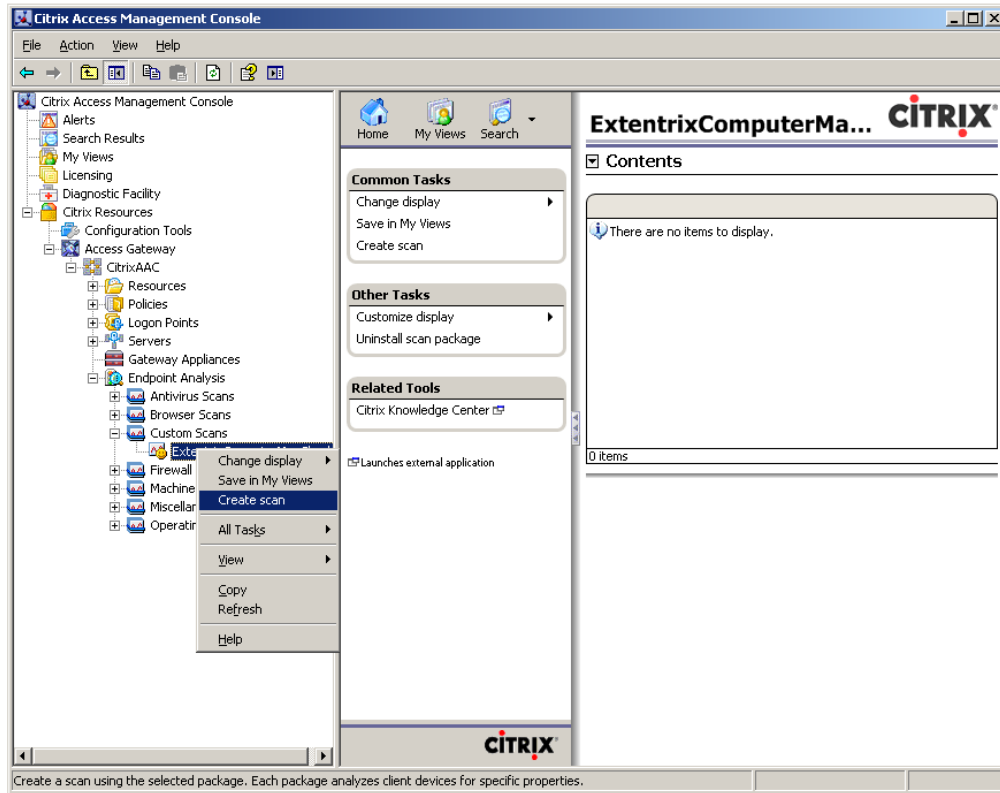 Citrix Access Management Console
File Action View Help
Citrix Access Management Console
Alerts
Search Results
My Views
Licensing
Diagnostic Facility
Citrix Resources
Configuration Tools
Access Gateway
CitrixAAC
Resources
Policies
Logon Points
Servers
Gateway Appliances
Endpoint Analysis
Antivirus Scans
Browser Scans
Custom Scans
Firewall
Machine
Change display
Save in My Views
Create scan
All Tasks
View
Copy
Refresh
Help
Home My Views Search
Common Tasks
Change display
Save in My Views
Create scan
Other Tasks
Customize display
Uninstall scan package
Related Tools
Citrix Knowledge Center
Launches external application
CITRIX
ExtentrixComputerMa... CITRIX
Contents
There are no items to display.
0 items
Create a scan using the selected package. Each package analyzes client devices for specific properties.